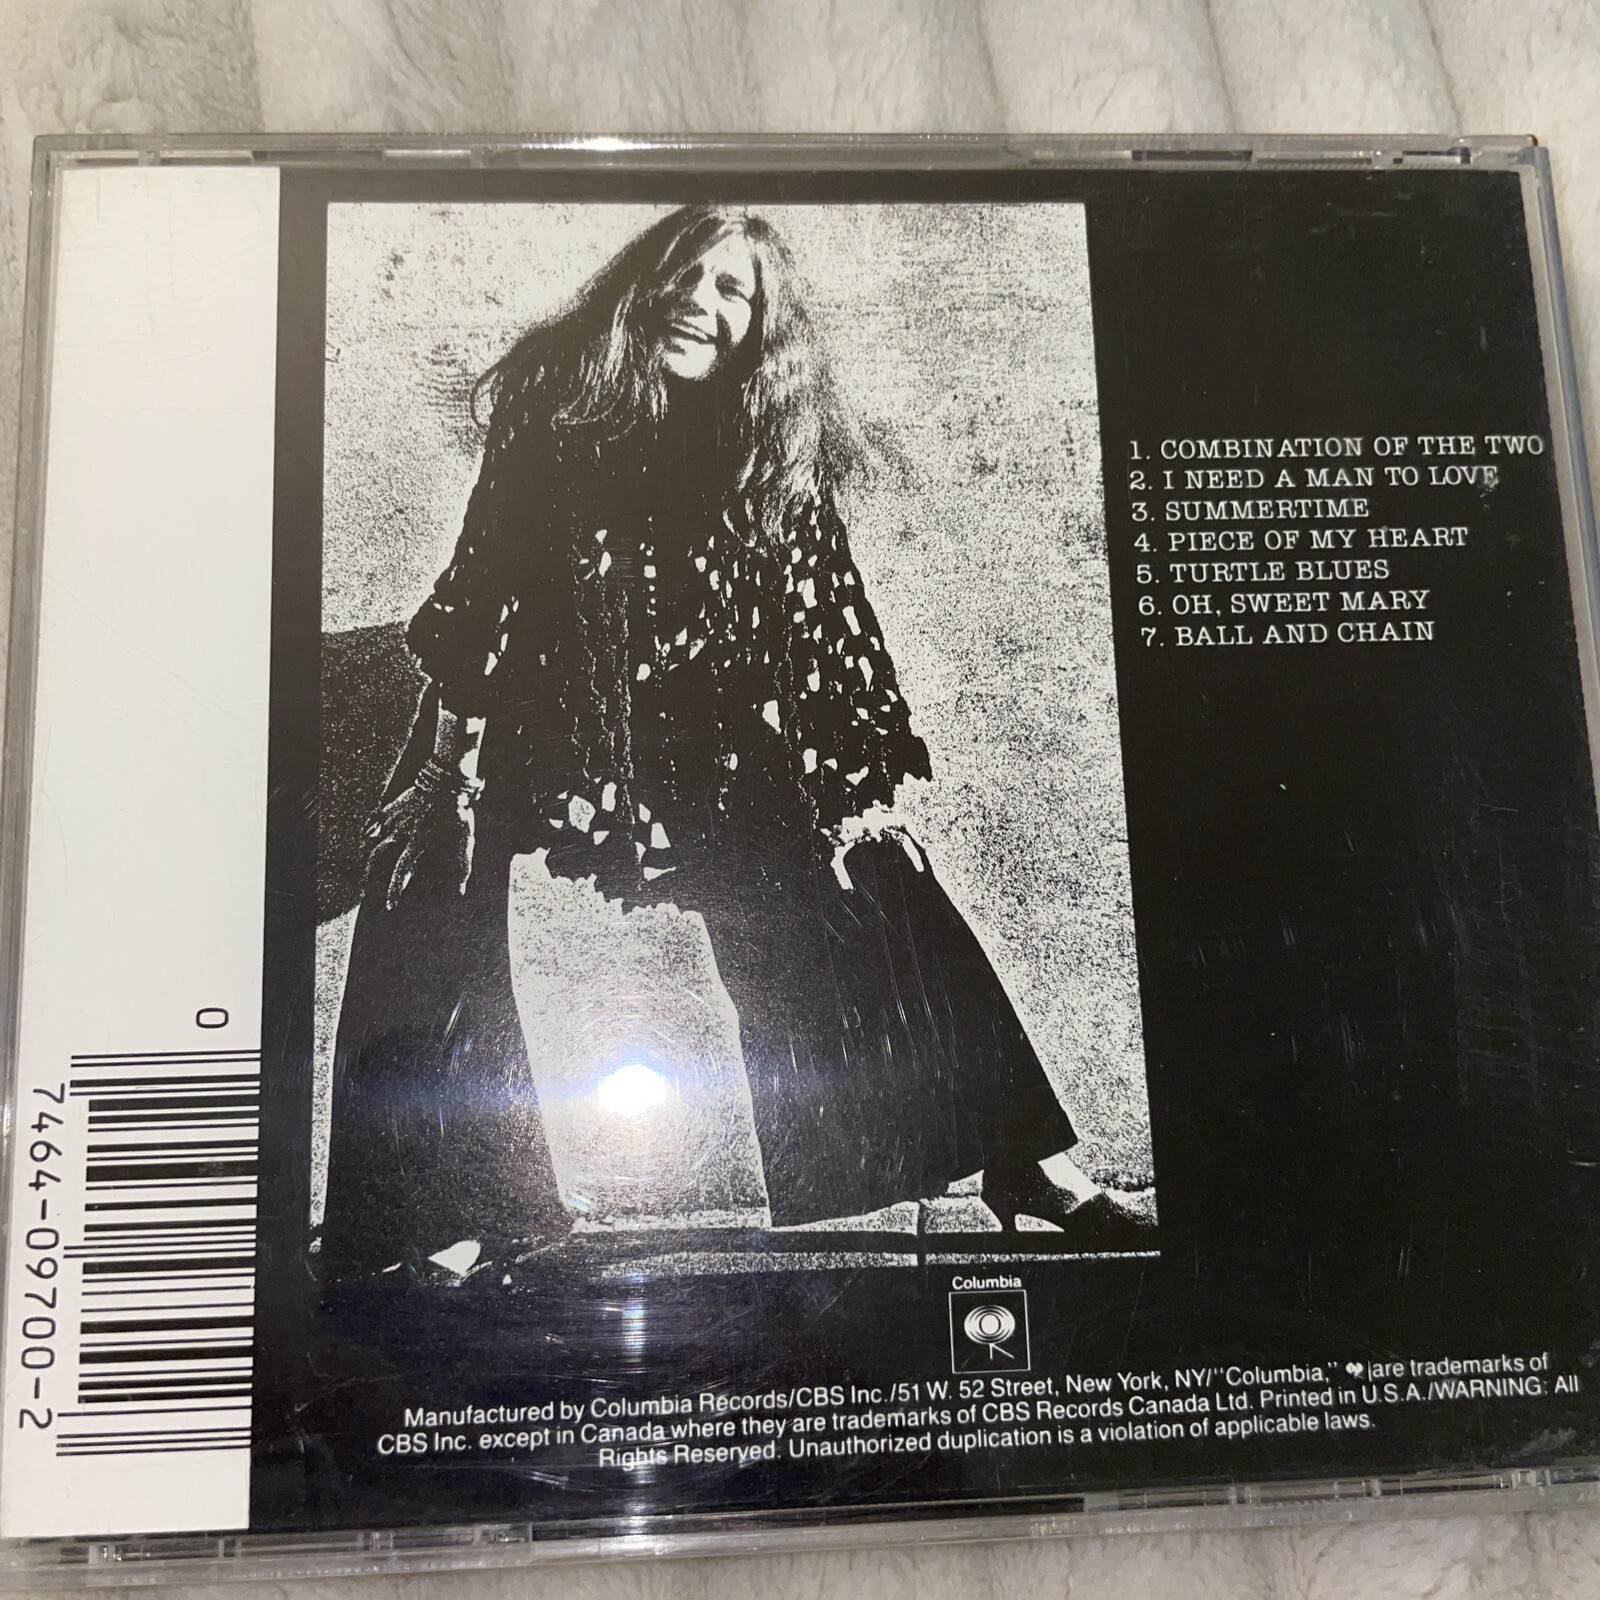 1. COMBINATION OF THE TWO
2. I NEED A MAN TO LOVE
3. SUMMERTIME
4. PIECE OF MY HEART
5. TURTLE BLUES
6. OH, SWEET MARY
7. BALL AND CHAIN
0
7464-09700-2
Columbia
Manufactured by Columbia Records/CBS Inc./51 W. 52 Street, New York, NY/"Columbia," are trademarks of
CBS Inc. except in Canada where they are trademarks of CBS Records Canada Ltd. Printed in U.S.A./WARNING: All
Rights Reserved. Unauthorized duplication is a violation of applicable laws.